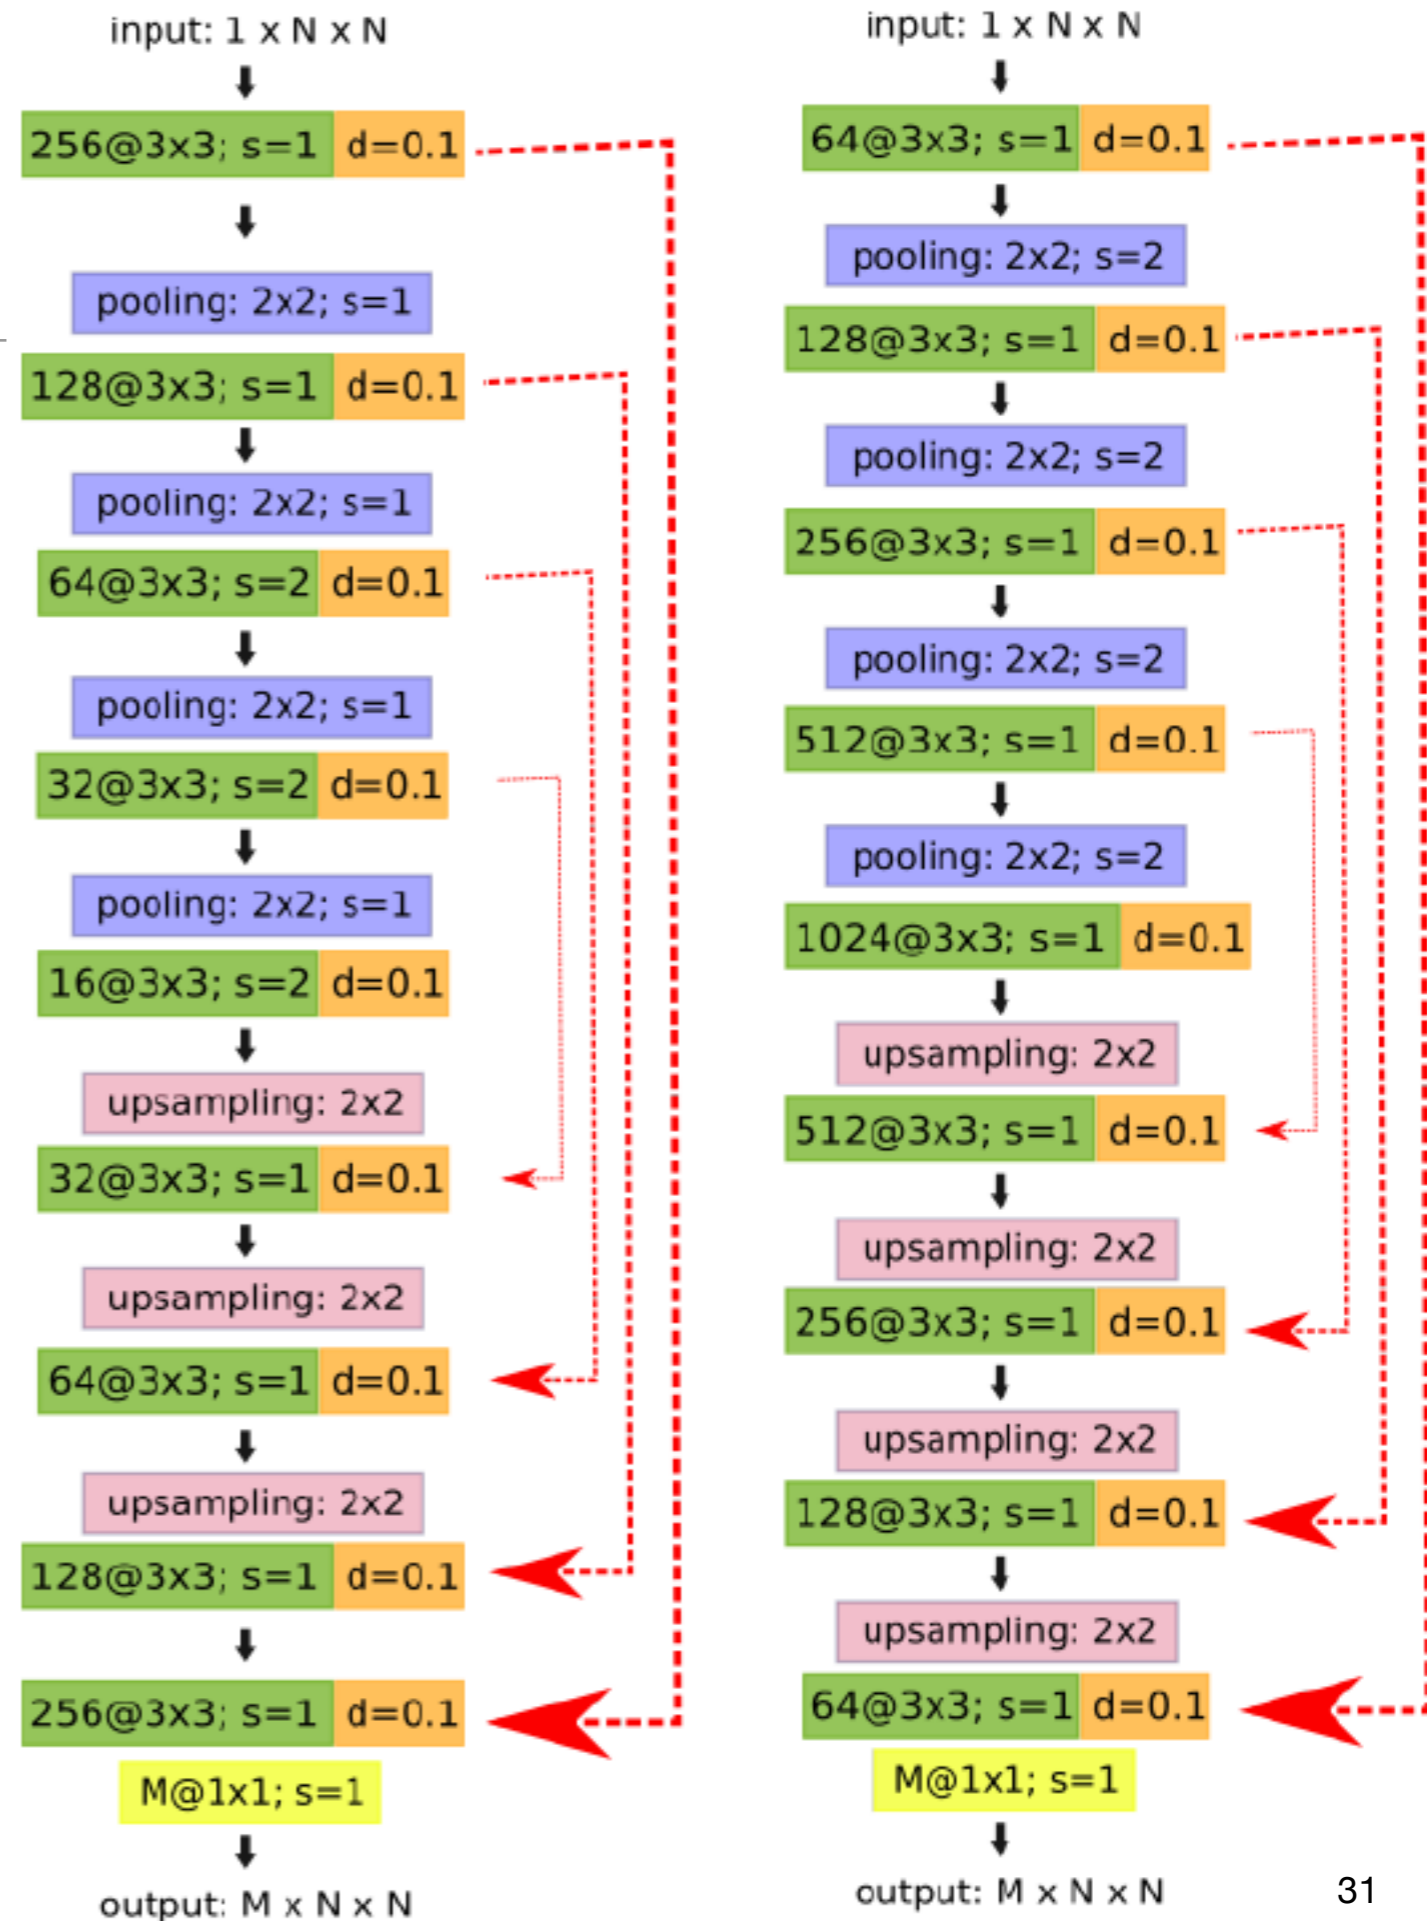 input: 1 x N x N
256@3x3; s=1 d=0.1
pooling: 2x2; s=1
128@3x3; s=1 d=0.1
pooling: 2x2; s=1
64@3x3; s=2 d=0.1
pooling: 2x2; s=1
32@3x3; s=2 d=0.1
pooling: 2x2; s=1
16@3x3; s=2 d=0.1
upsampling: 2x2
32@3x3; s=1 d=0.1
upsampling: 2x2
64@3x3; s=1 d=0.1
upsampling: 2x2
128@3x3; s=1 d=0.1
256@3x3; s=1 d=0.1
M@1x1; s=1
output: M x N x N
input: 1 x N x N
64@3x3; s=1 d=0.1
pooling: 2x2; s=2
128@3x3; s=1 d=0.1
pooling: 2x2; s=2
256@3x3; s=1 d=0.1
pooling: 2x2; s=2
512@3x3; s=1 d=0.1
pooling: 2x2; s=2
1024@3x3; s=1 d=0.1
upsampling: 2x2
512@3x3; s=1 d=0.1
upsampling: 2x2
256@3x3; s=1 d=0.1
upsampling: 2x2
128@3x3; s=1 d=0.1
upsampling: 2x2
64@3x3; s=1 d=0.1
M@1x1; s=1
output: M x N x N
31